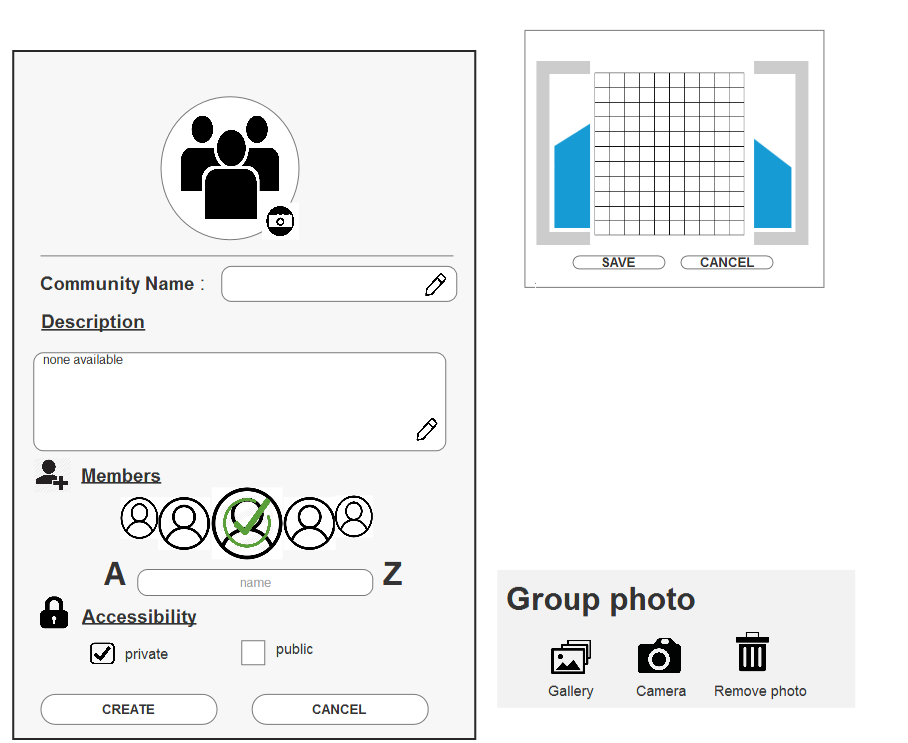 Community Name :
Description
none available
Members
A name Z
Accessibility
private public
CREATE CANCEL
SAVE CANCEL
Group photo
Gallery Camera Remove photo